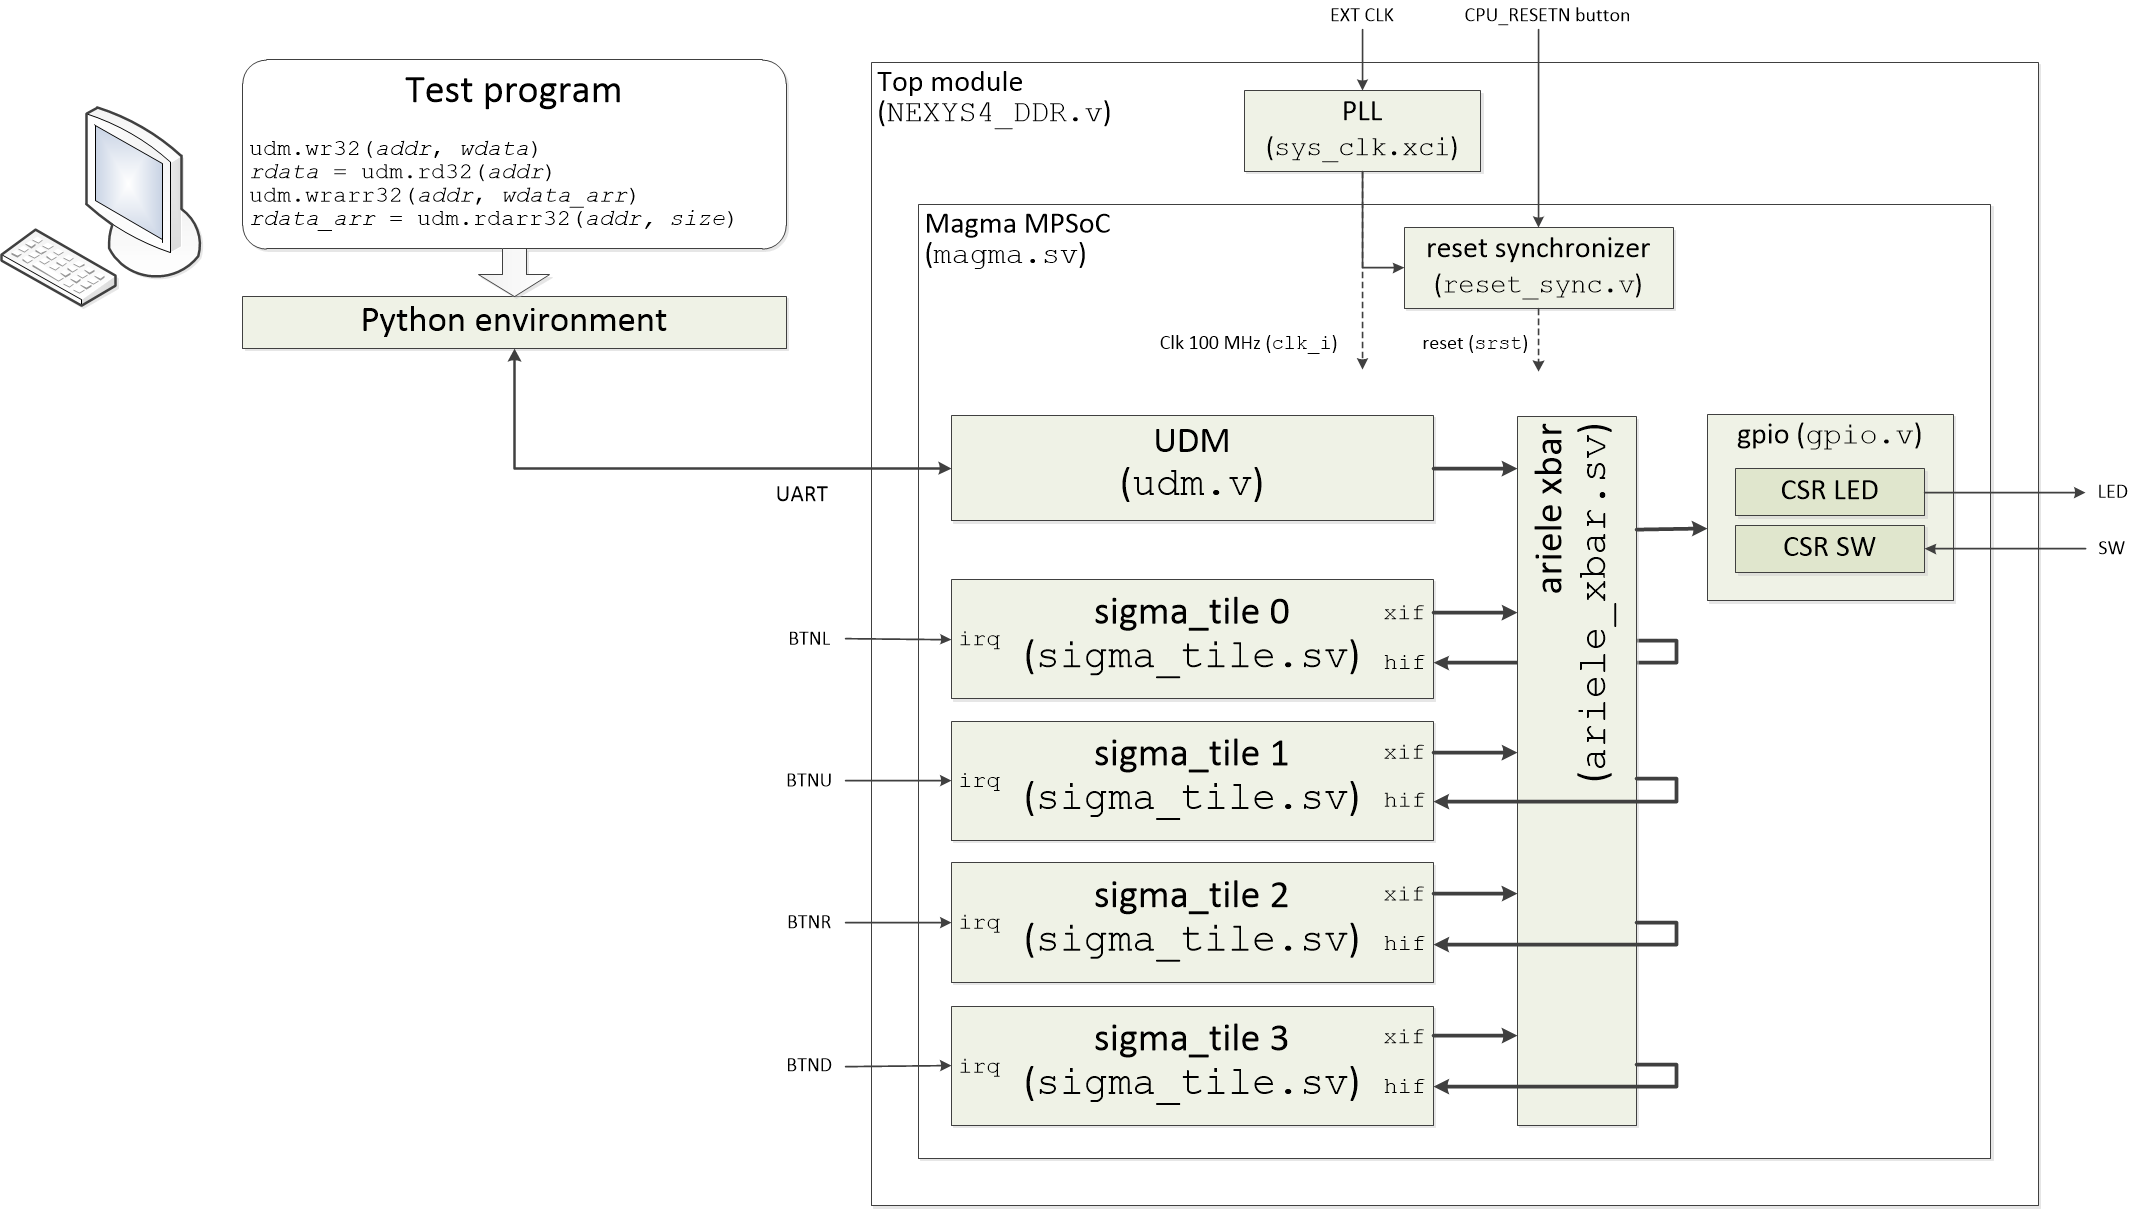 EXT CLK
CPU_RESETN button
Test program
udm.wr32(addr, wdata)
rdata = udm.rd32(addr)
udm.wrarr32(addr, wdata_arr)
rdata_arr = udm.rdarr32(addr, size)
Python environment
UART
Top module
(NEXYS4_DDR.v)
PLL
(sys_clk.xci)
Magma MPSoC
(magma.sv)
reset synchronizer
(reset_sync.v)
Clk 100 MHz (clk_i)
reset (srst)
UDM
(udm.v)
ariele xbar
(ariele_xbar.sv)
gpio (gpio.v)
CSR LED
LED
CSR SW
SW
BTNL
irq
sigma_tile 0
(sigma_tile.sv)
xif
hif
BTNU
irq
sigma_tile 1
(sigma_tile.sv)
xif
hif
BTNR
irq
sigma_tile 2
(sigma_tile.sv)
xif
hif
BTND
irq
sigma_tile 3
(sigma_tile.sv)
xif
hif